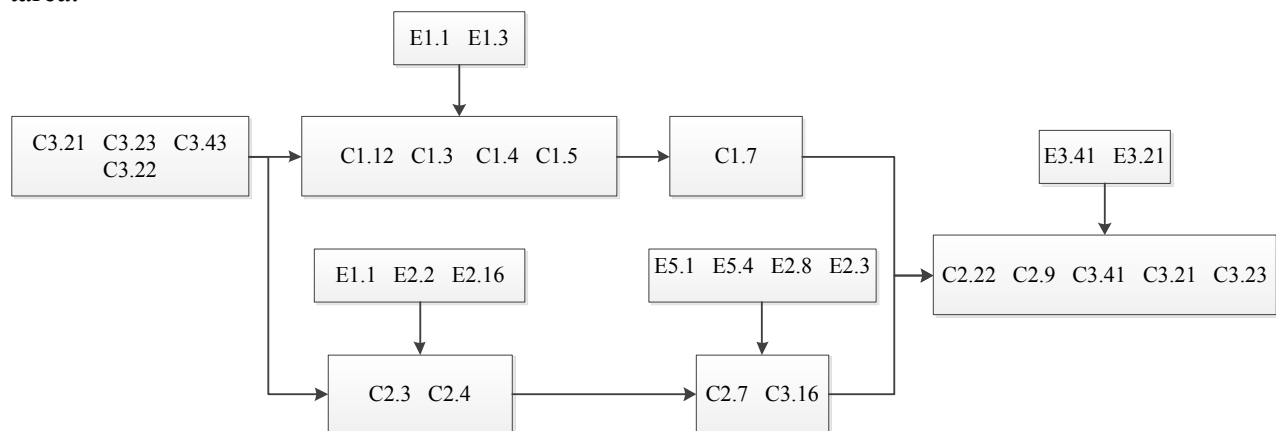 E1.1 E1.3
C3.21 C3.23 C3.43
C3.22
C1.12 C1.3 C1.4 C1.5
C1.7
E3.41 E3.21
E1.1 E2.2 E2.16
E5.1 E5.4 E2.8 E2.3
C2.22 C2.9 C3.41 C3.21 C3.23
C2.3 C2.4
C2.7 C3.16